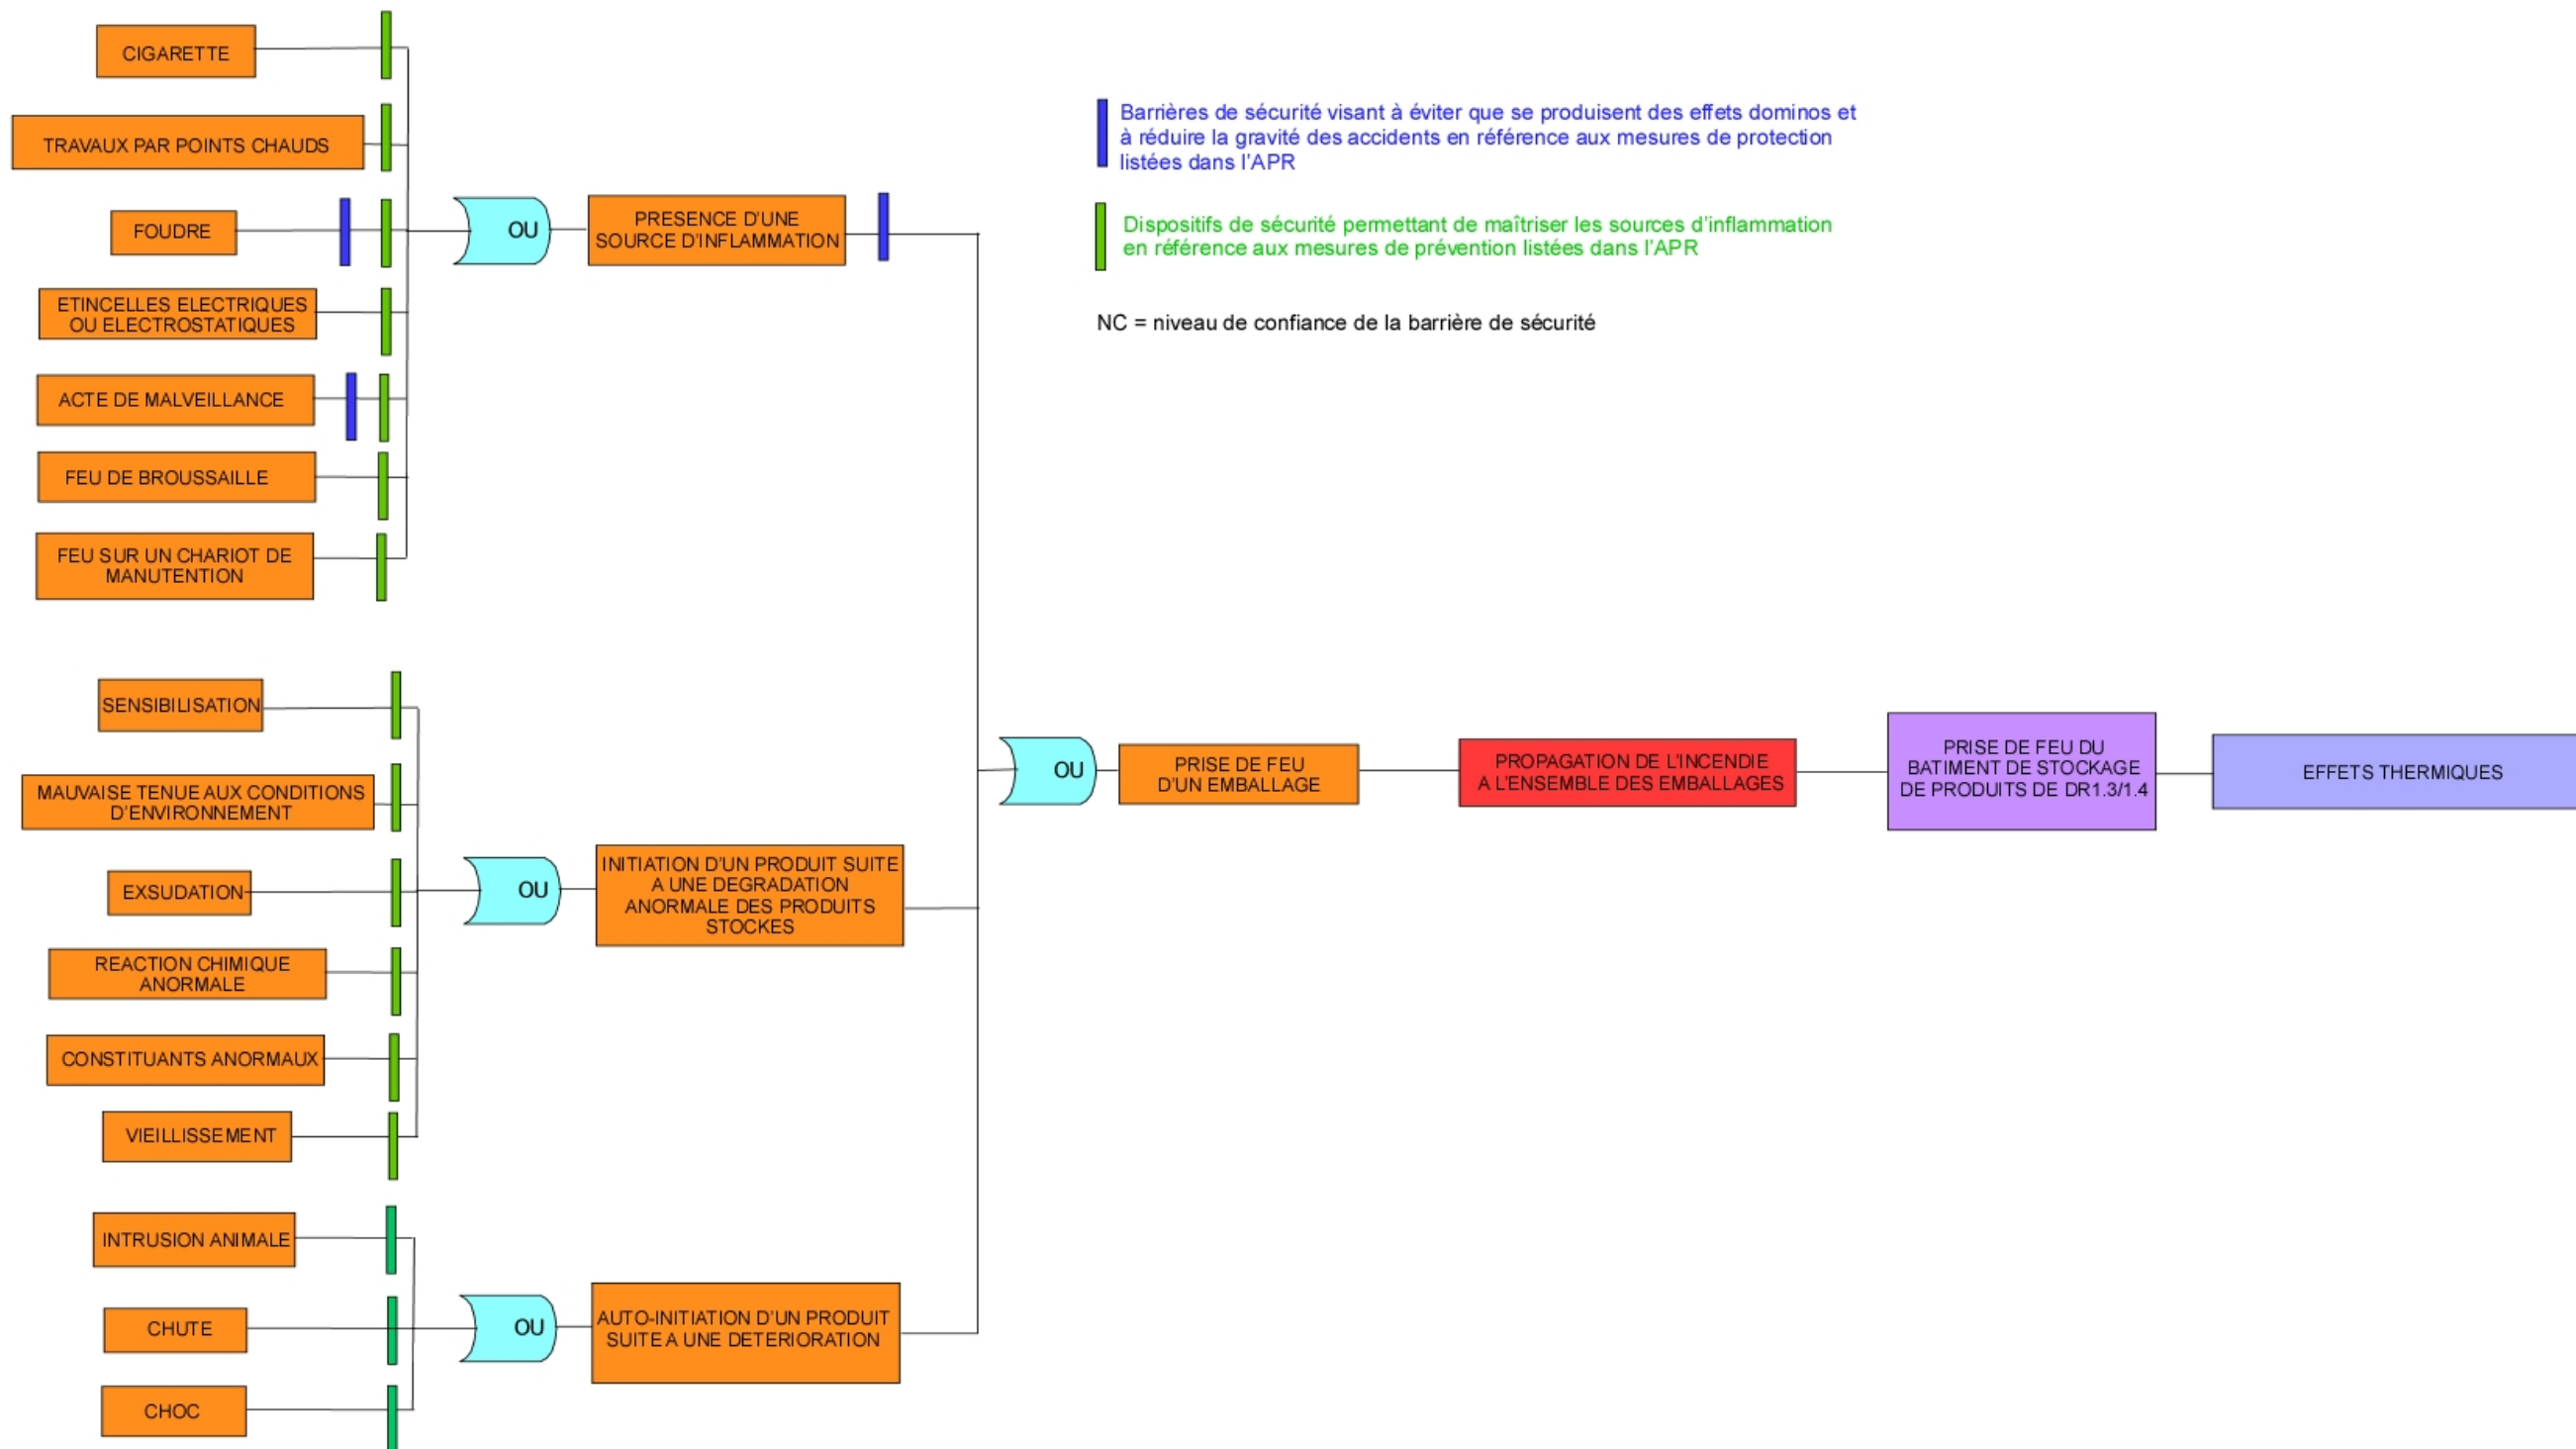 CIGARETTE
TRAVAUX PAR POINTS CHAUDS
FOUDRE
ETINCELLES ELECTRIQUES
OU ELECTROSTATIQUES
ACTE DE MALVEILLANCE
FEU DE BROUSSAILLE
FEU SUR UN CHARIOT DE
MANUTENTION
OU
PRESENCE D'UNE
SOURCE D'INFLAMMATION
Barrières de sécurité visant à éviter que se produisent des effets dominos et
à réduire la gravité des accidents en référence aux mesures de protection
listées dans l'APR
Dispositifs de sécurité permettant de maîtriser les sources d'inflammation
en référence aux mesures de prévention listées dans l'APR
NC = niveau de confiance de la barrière de sécurité
SENSIBILISATION
MAUVAISE TENUE AUX CONDITIONS
D'ENVIRONNEMENT
EXSUDATION
REACTION CHIMIQUE
ANORMALE
CONSTITUANTS ANORMAUX
VIEILLISSEMENT
OU
INITIATION D'UN PRODUIT SUITE
A UNE DEGRADATION
ANORMALE DES PRODUITS
STOCKES
INTRUSION ANIMALE
CHUTE
CHOC
OU
AUTO-INITIATION D'UN PRODUIT
SUITE A UNE DETERIORATION
OU
PRISE DE FEU
D'UN EMBALLAGE
PROPAGATION DE L'INCENDIE
A L'ENSEMBLE DES EMBALLAGES
PRISE DE FEU DU
BATIMENT DE STOCKAGE
DE PRODUITS DE DR1.3/1.4
EFFETS THERMIQUES